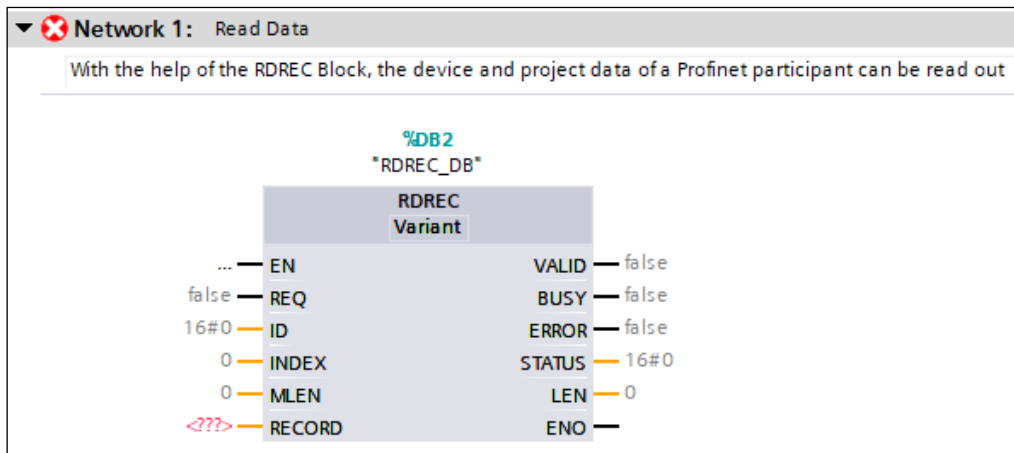 Network 1: Read Data
With the help of the RDREC Block, the device and project data of a Profinet participant can be read out
%DB2
"RDREC_DB"
RDREC
Variant
... EN VALID false
false REQ BUSY false
16#0 ID ERROR false
0 INDEX STATUS 16#0
0 MLEN LEN 0
<???> RECORD ENO